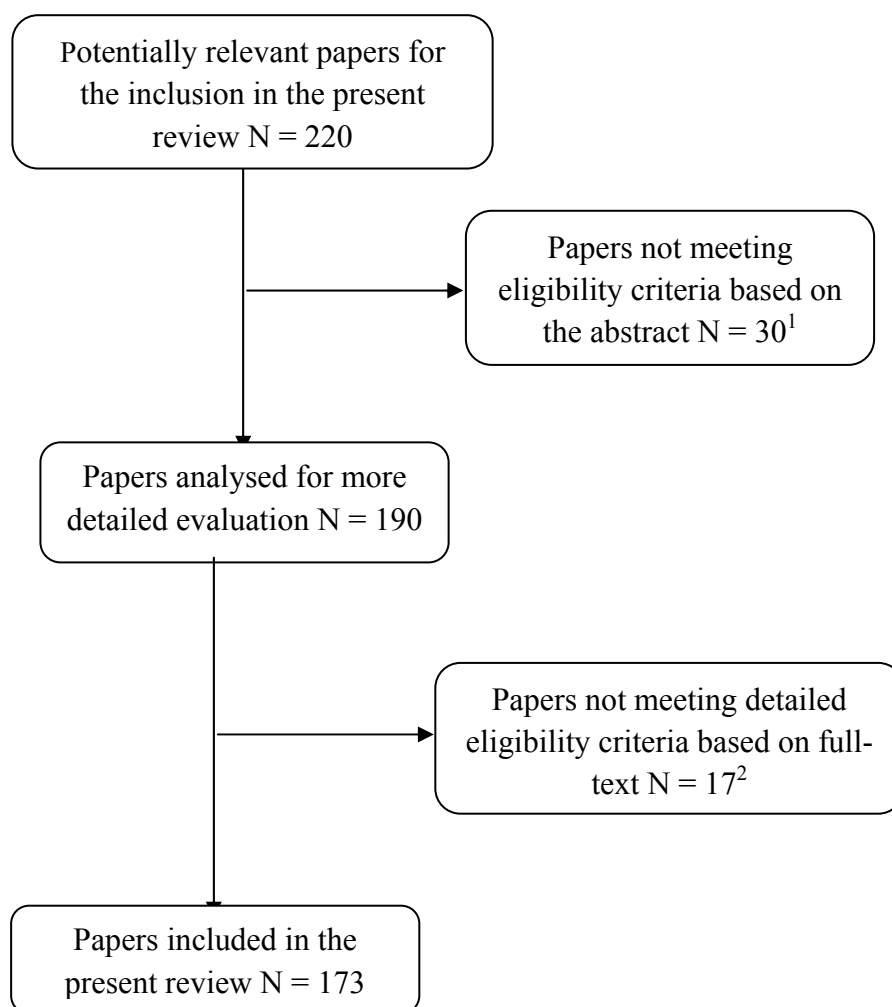 Potentially relevant papers for
the inclusion in the present
review N = 220
Papers not meeting
eligibility criteria based on
the abstract N = 30¹
Papers analysed for more
detailed evaluation N = 190
Papers not meeting detailed
eligibility criteria based on full-
text N = 17²
Papers included in the
present review N = 173